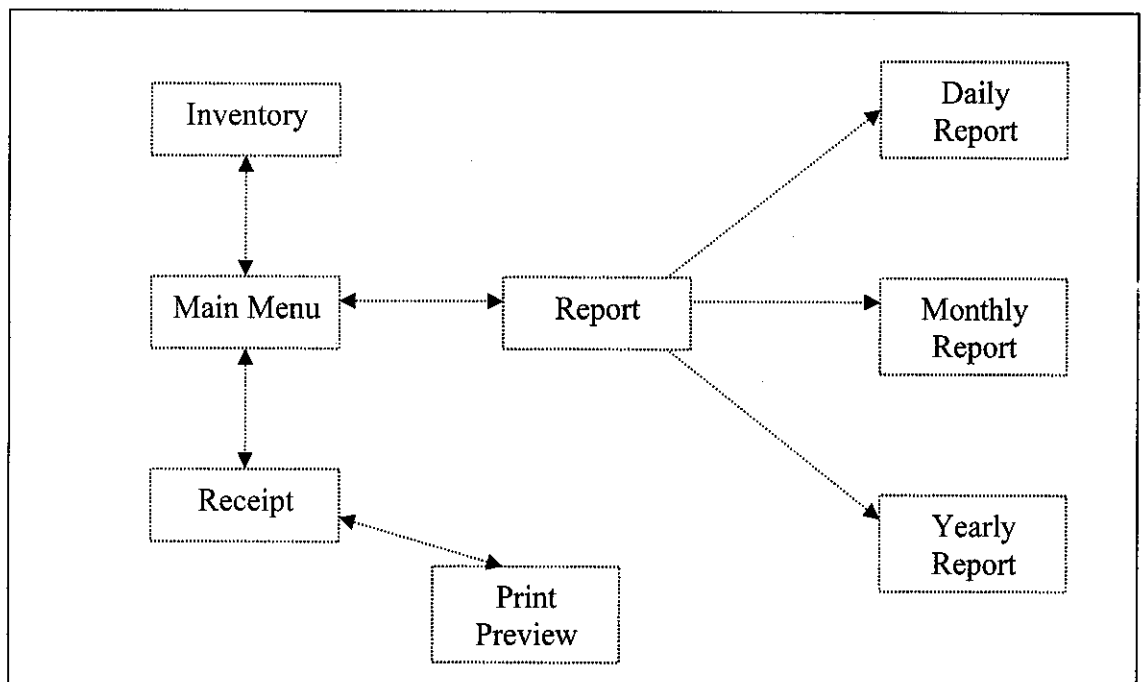 Inventory
Daily
Report
Main Menu
Report
Monthly
Report
Receipt
Print
Preview
Yearly
Report